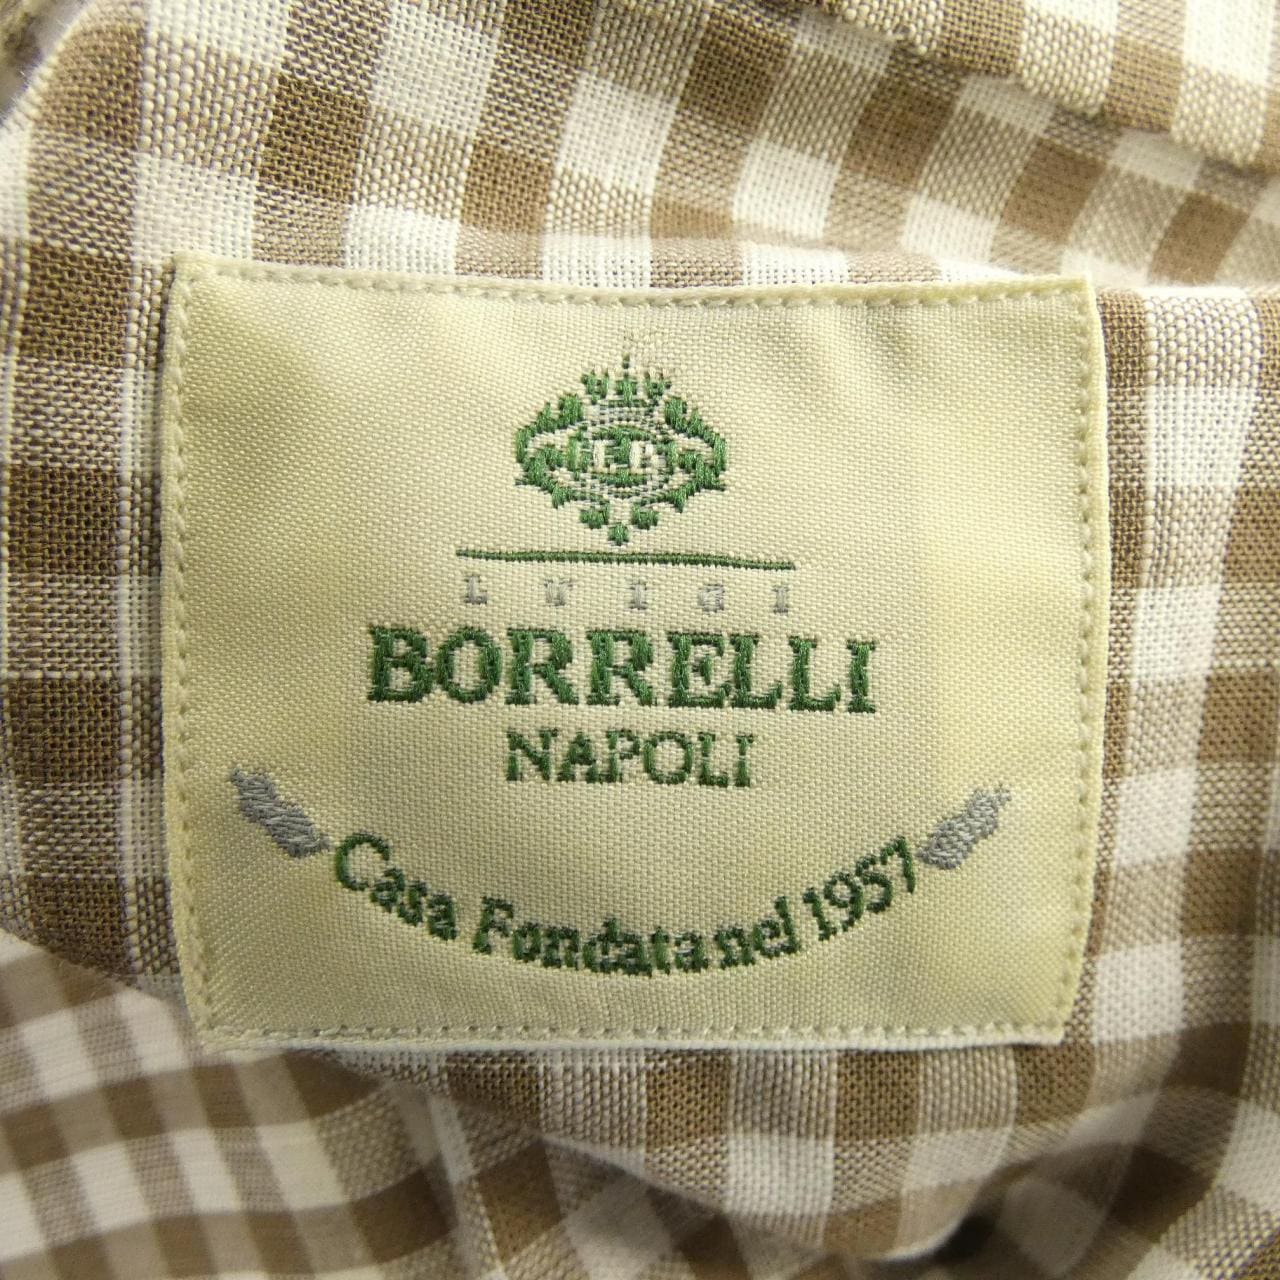 L.B.
LUIGI
BORRELLI
NAPOLI
Casa Fondata nel 1957